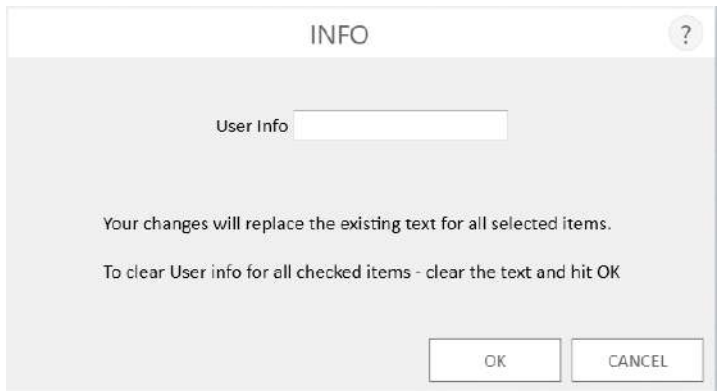 INFO
?
User Info
Your changes will replace the existing text for all selected items.
To clear User info for all checked items - clear the text and hit OK
OK
CANCEL